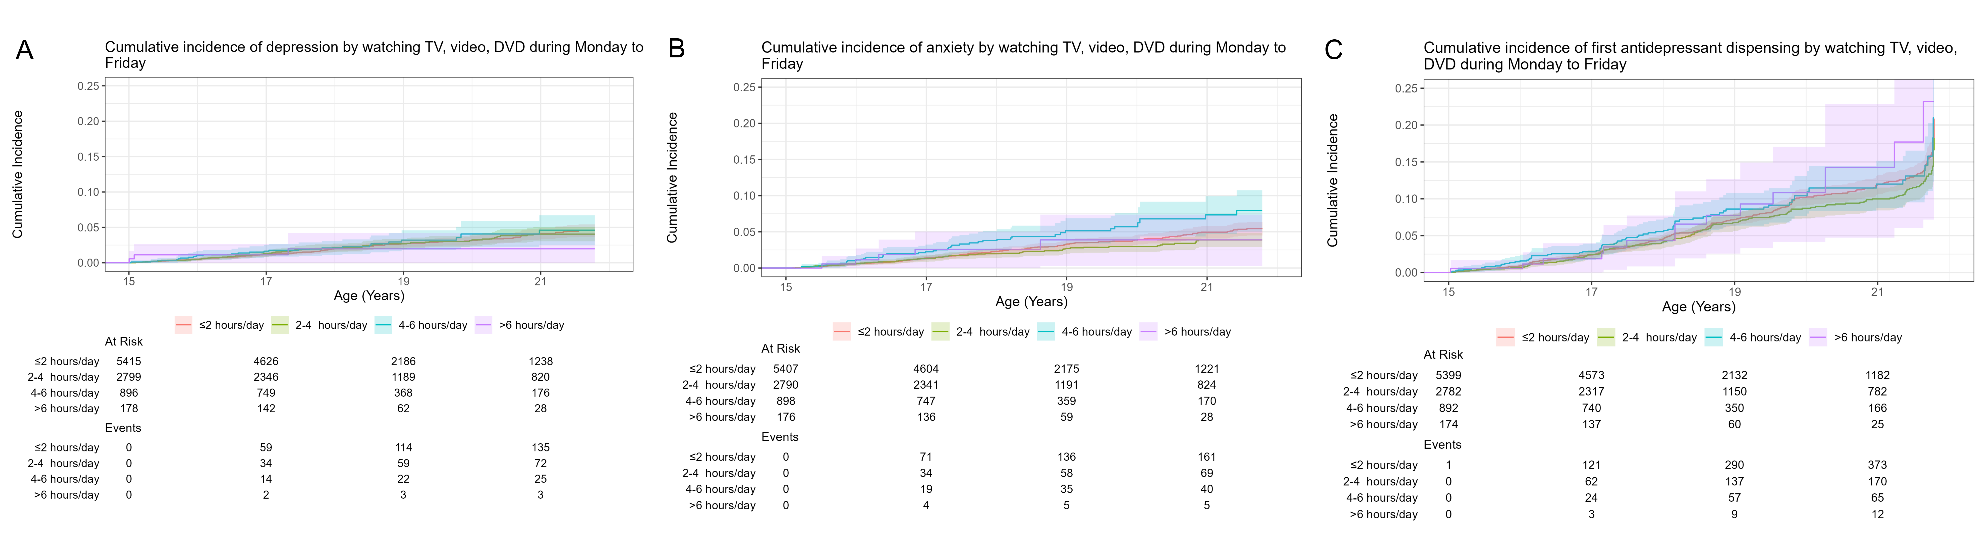 A
Cumulative incidence of depression by watching TV, video, DVD during Monday to
Friday
Cumulative Incidence
0.25
0.20
0.15
0.10
0.05
0.00
15 17 19 21
Age (Years)
≤2 hours/day 2-4 hours/day 4-6 hours/day >6 hours/day
At Risk
≤2 hours/day 5415 4626 2186 1238
2-4 hours/day 2799 2346 1189 820
4-6 hours/day 896 749 368 176
>6 hours/day 178 142 62 28
Events
≤2 hours/day 0 59 114 135
2-4 hours/day 0 34 59 72
4-6 hours/day 0 14 22 25
>6 hours/day 0 2 3 3
B
Cumulative incidence of anxiety by watching TV, video, DVD during Monday to
Friday
Cumulative Incidence
0.25
0.20
0.15
0.10
0.05
0.00
15 17 19 21
Age (Years)
≤2 hours/day 2-4 hours/day 4-6 hours/day >6 hours/day
At Risk
≤2 hours/day 5407 4604 2175 1221
2-4 hours/day 2790 2341 1191 824
4-6 hours/day 898 747 359 170
>6 hours/day 176 136 59 28
Events
≤2 hours/day 0 71 136 161
2-4 hours/day 0 34 58 69
4-6 hours/day 0 19 35 40
>6 hours/day 0 4 5 5
C
Cumulative incidence of first antidepressant dispensing by watching TV, video,
DVD during Monday to Friday
Cumulative Incidence
0.25
0.20
0.15
0.10
0.05
0.00
15 17 19 21
Age (Years)
≤2 hours/day 2-4 hours/day 4-6 hours/day >6 hours/day
At Risk
≤2 hours/day 5399 4573 2132 1182
2-4 hours/day 2782 2317 1150 782
4-6 hours/day 892 740 350 166
>6 hours/day 174 137 60 25
Events
≤2 hours/day 1 121 290 373
2-4 hours/day 0 62 137 170
4-6 hours/day 0 24 57 65
>6 hours/day 0 3 9 12